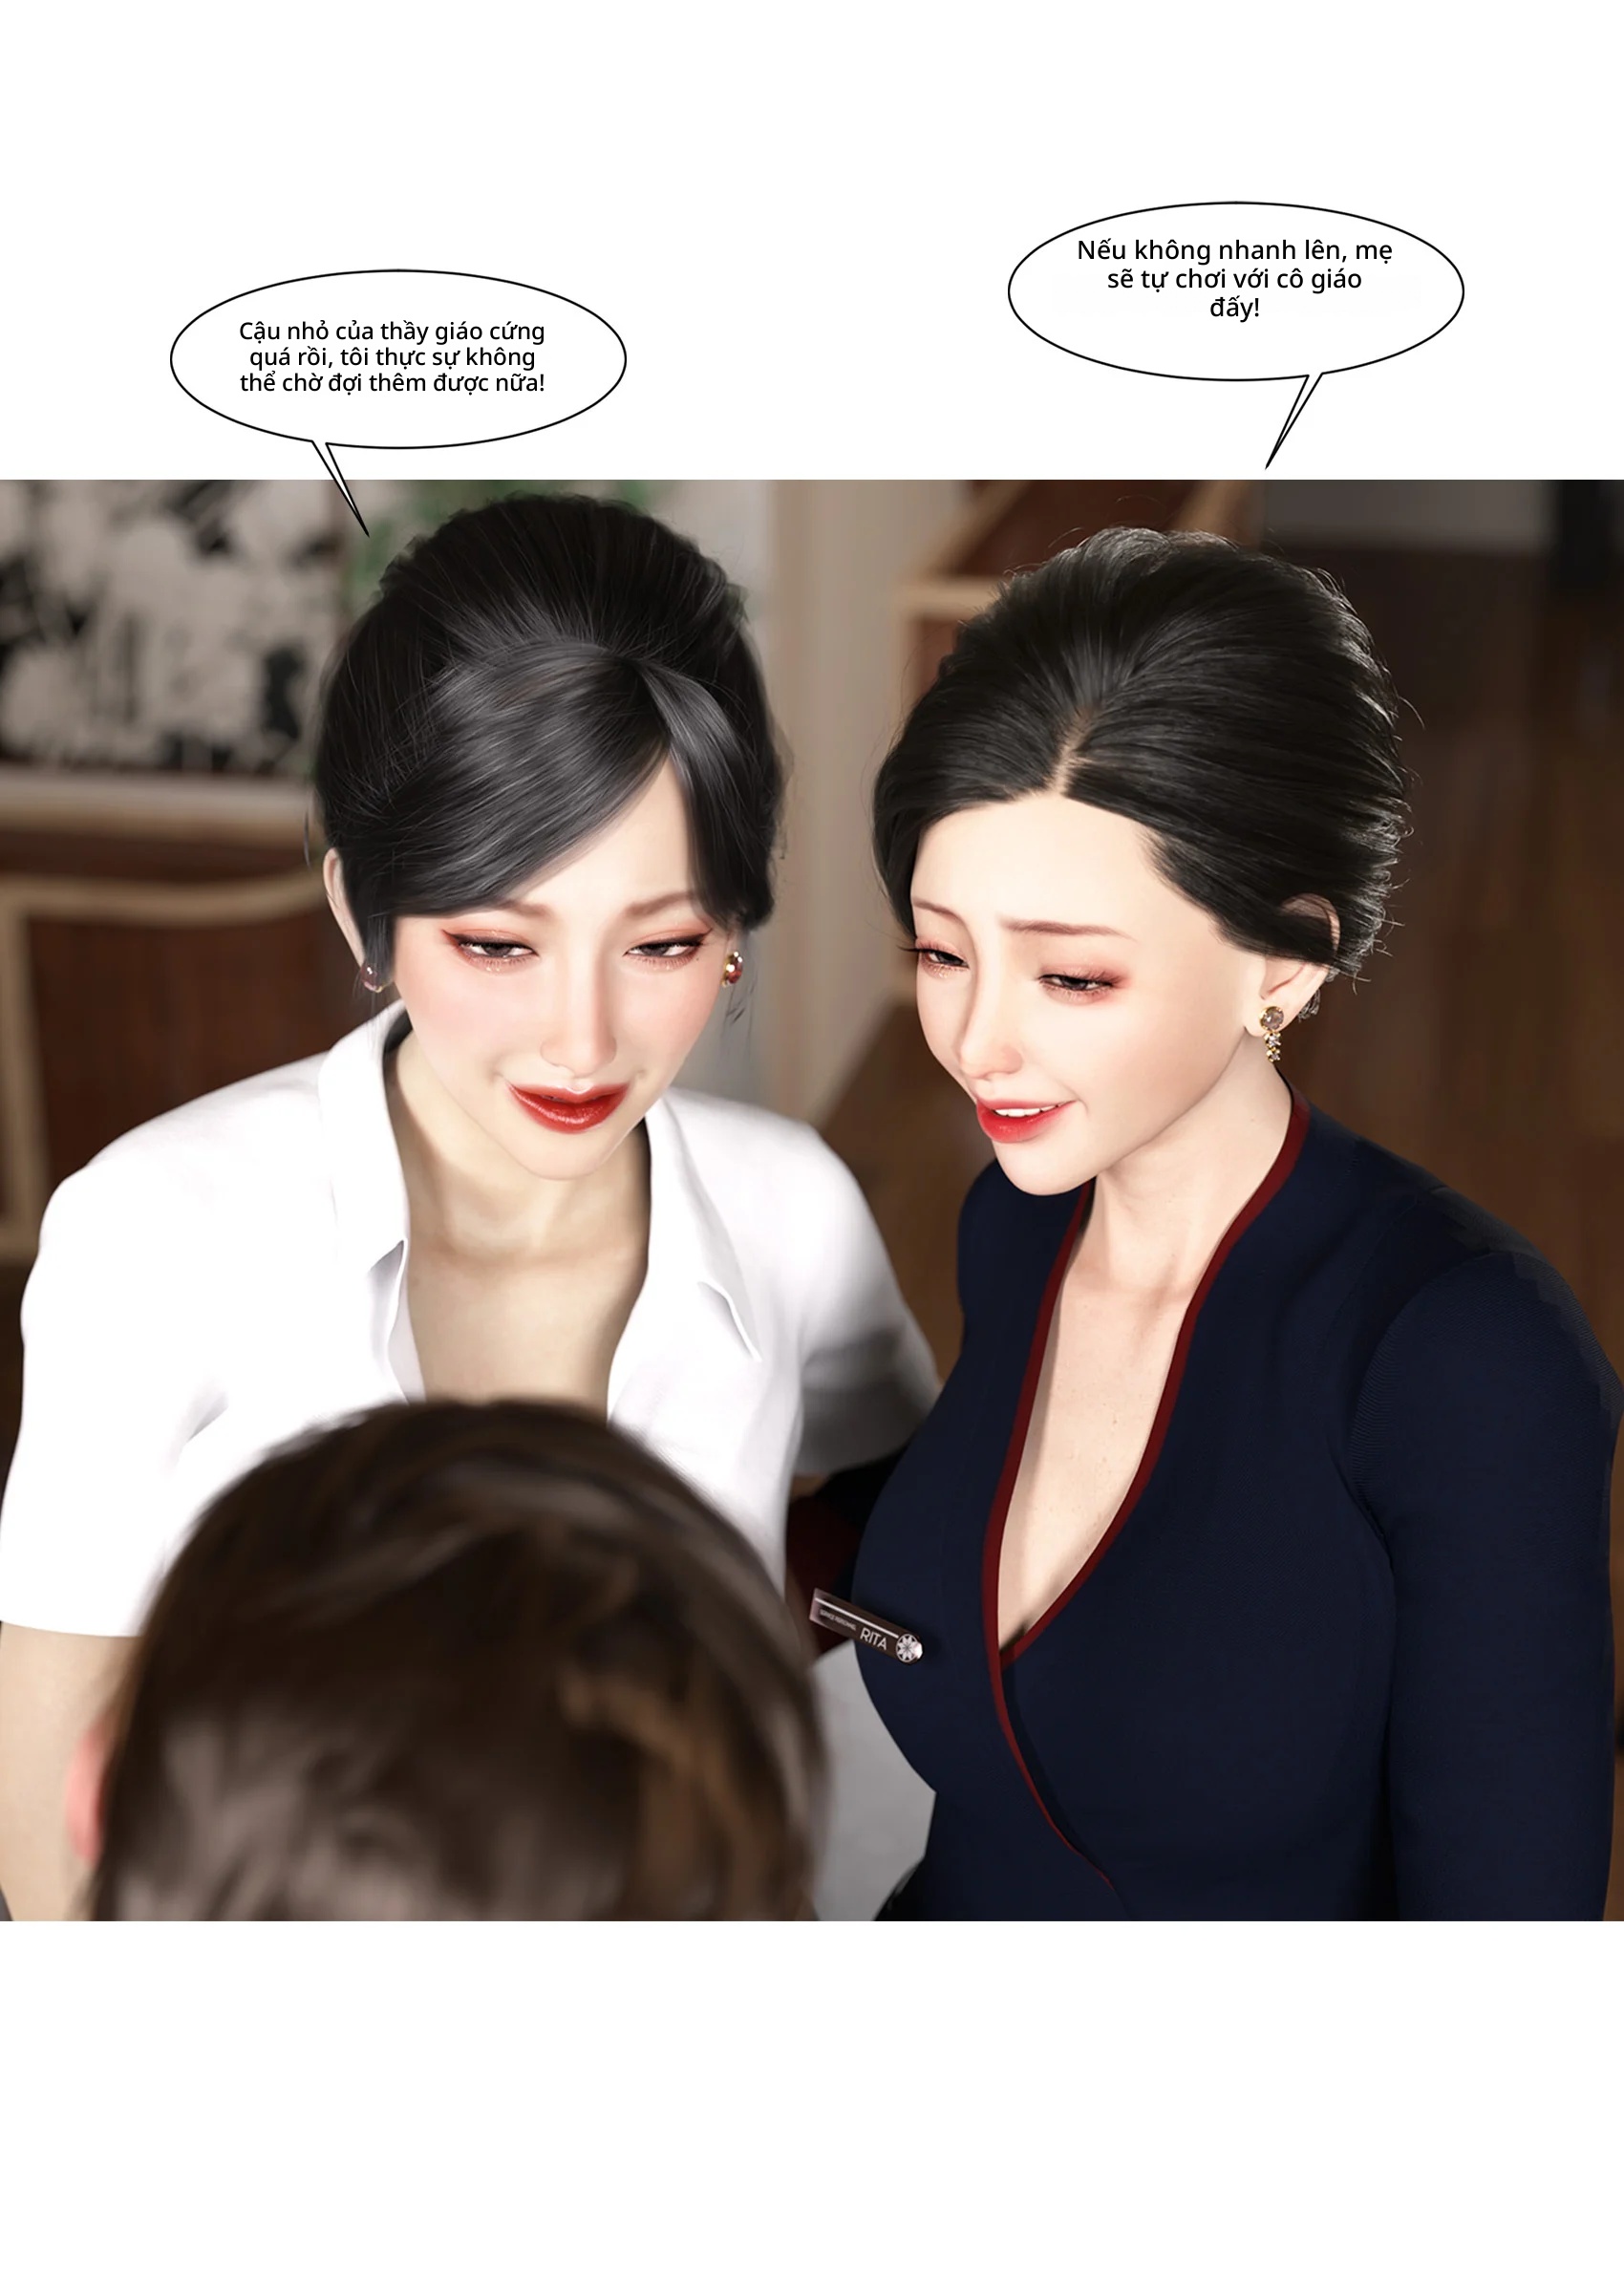 Cậu nhỏ của thầy giáo cứng
quá rồi, tôi thực sự không
thể chờ đợi thêm được nữa!
Nếu không nhanh lên, mẹ
sẽ tự chơi với cô giáo
đấy!
RITA